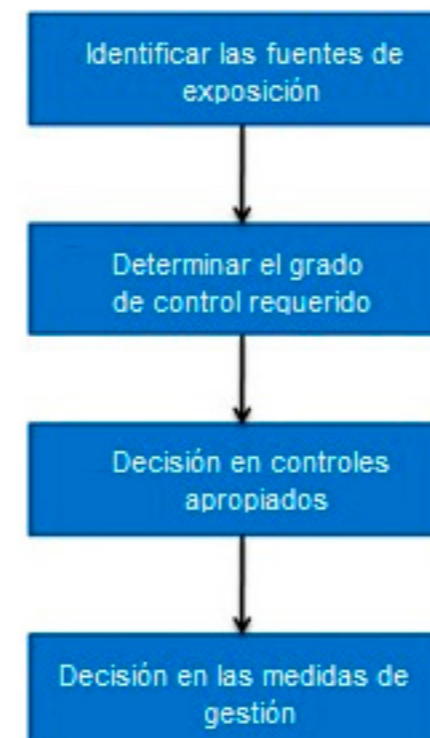 Identificar las fuentes de
exposición
Determinar el grado
de control requerido
Decisión en controles
apropiados
Decisión en las medidas de
gestión